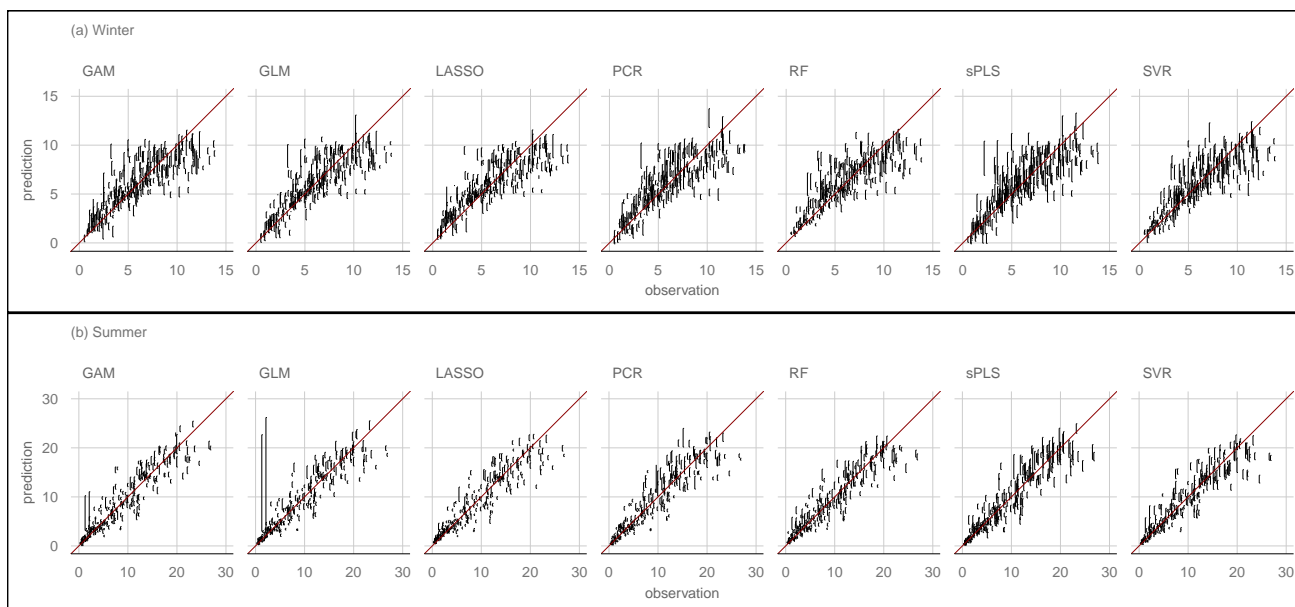 (a) Winter
GAM GLM LASSO PCR RF sPLS SVR
15
10
5
0
prediction
0 5 10 15 0 5 10 15 0 5 10 15 0 5 10 15 0 5 10 15 0 5 10 15 0 5 10 15
observation
(b) Summer
GAM GLM LASSO PCR RF sPLS SVR
30
20
10
0
prediction
0 10 20 30 0 10 20 30 0 10 20 30 0 10 20 30 0 10 20 30 0 10 20 30 0 10 20 30
observation